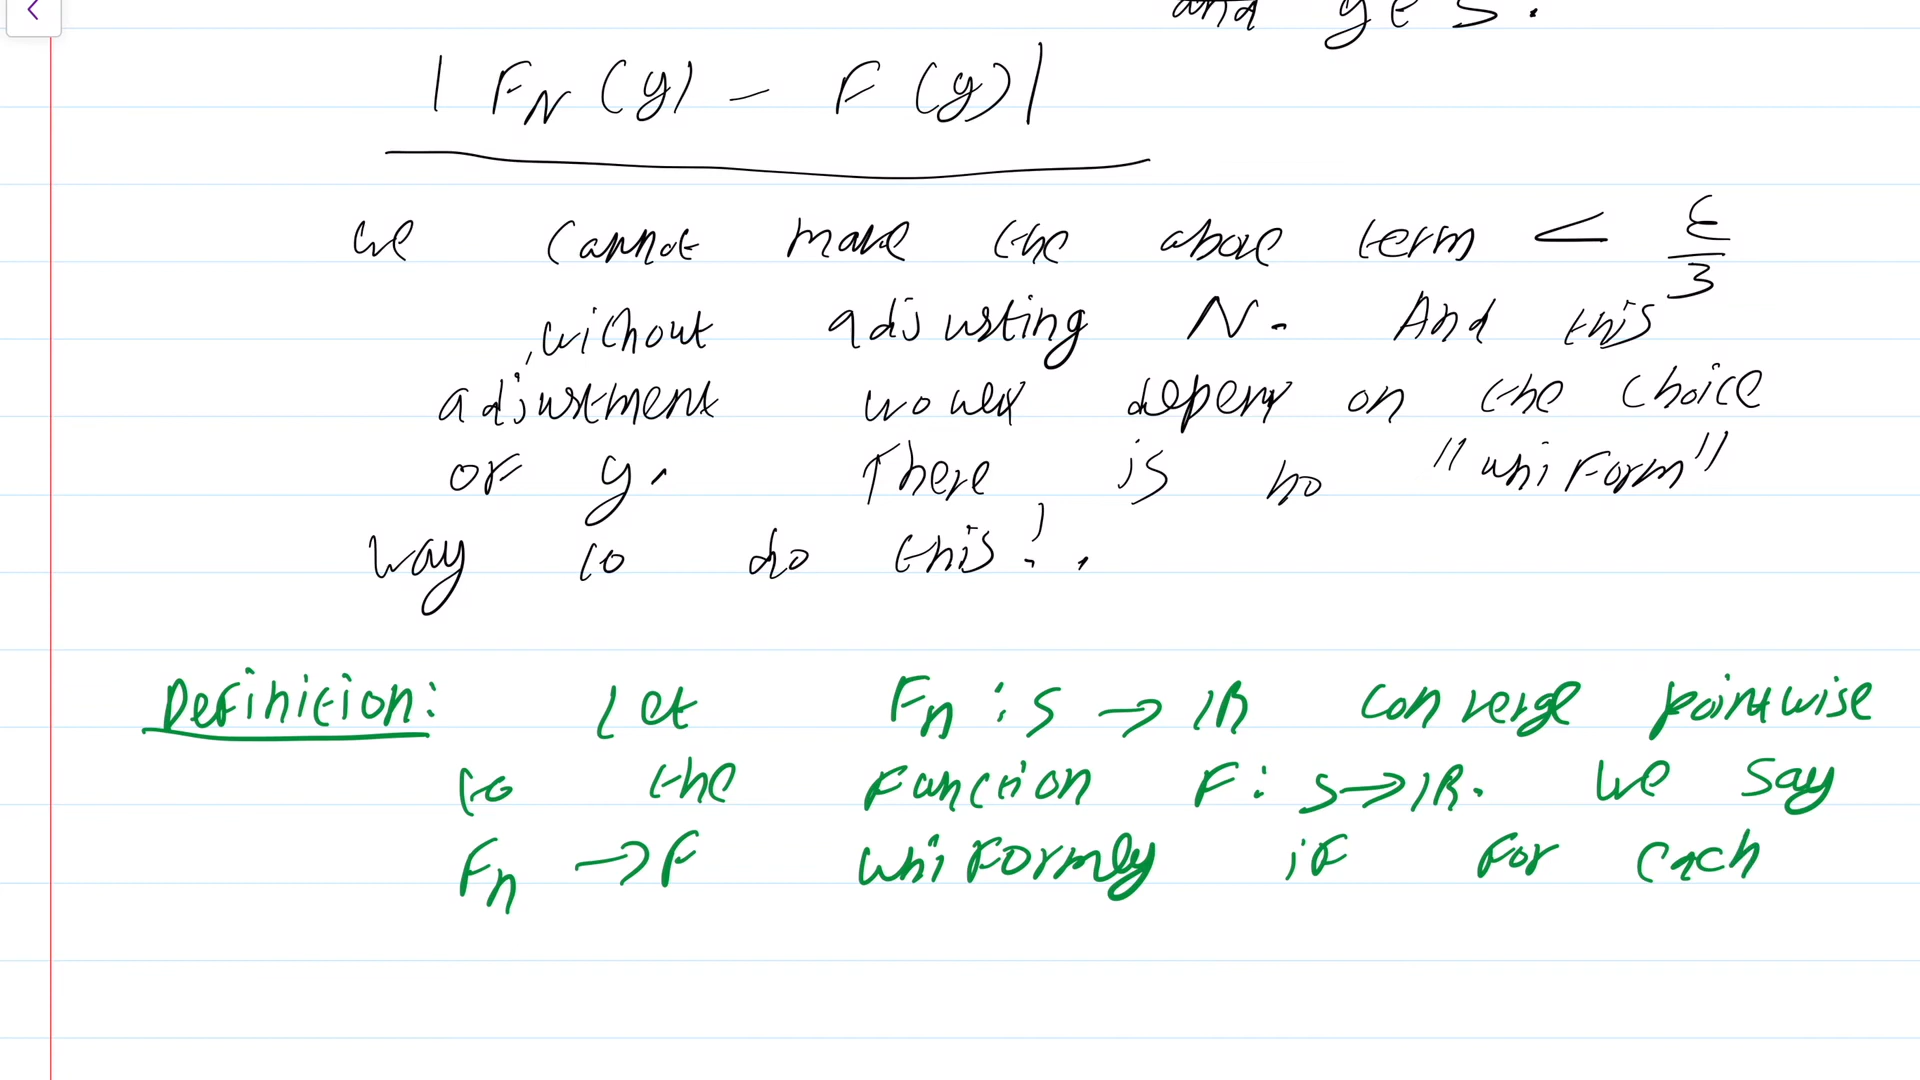 and y ∈ S.
| F_N (y) - F (y) |
we cannot make the above term < ε/3
without adjusting N. And this
adjustment would depend on the choice
of y. There is no "uniform"
way to do this!.
Definition: Let F_n : S → ℝ converge pointwise
to the function F: S → ℝ. We say
F_n → F uniformly if for each